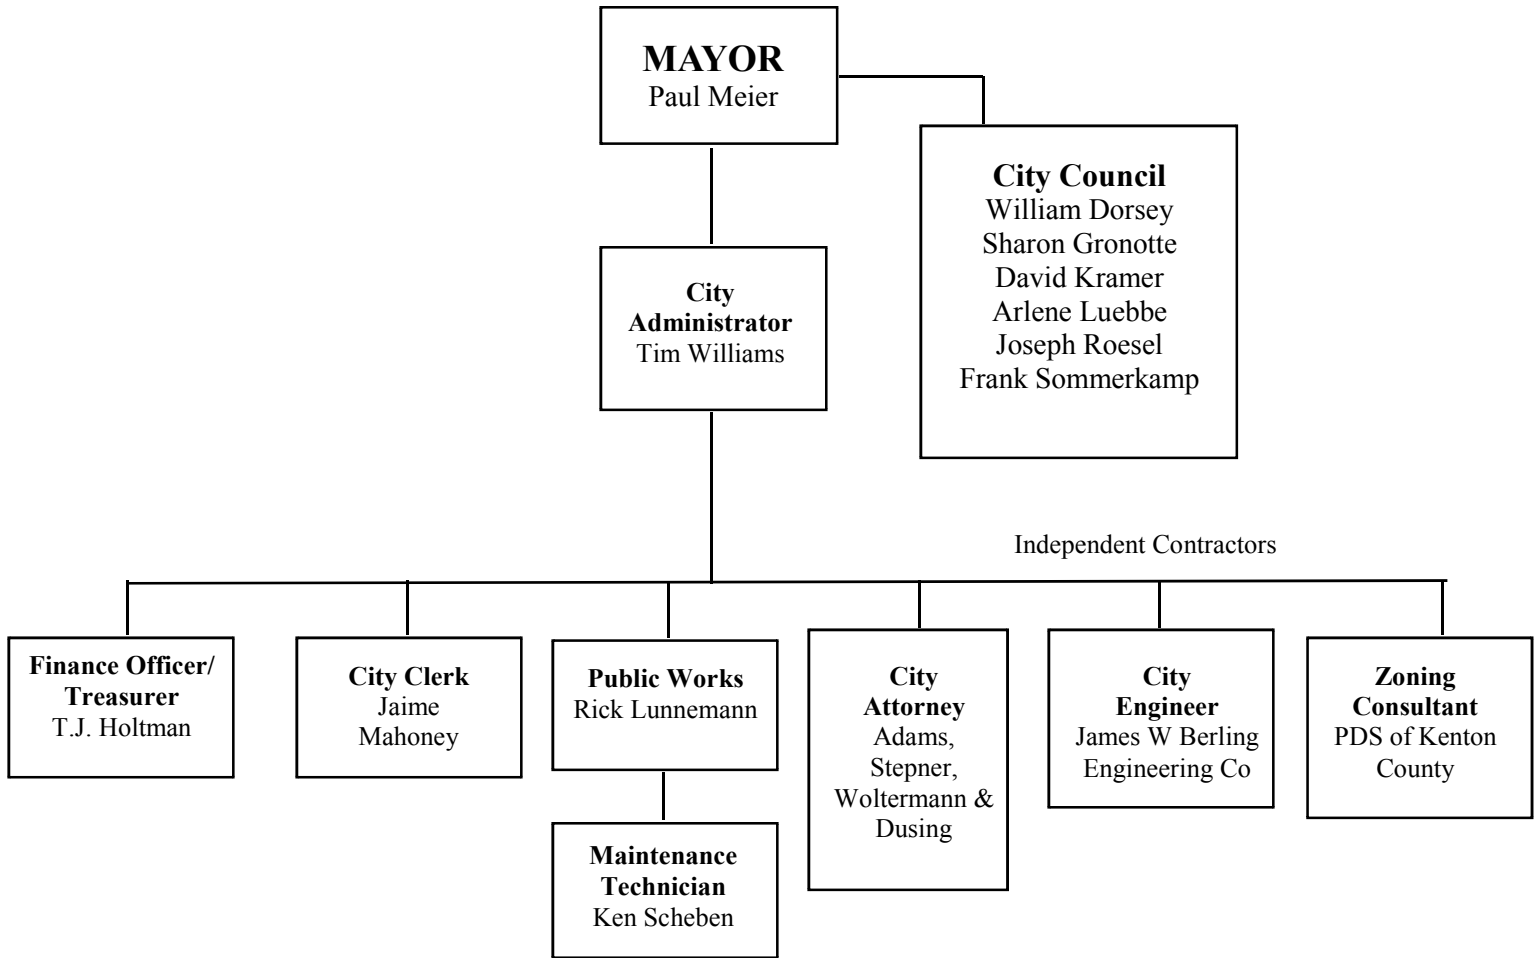 MAYOR
Paul Meier
City Council
William Dorsey
Sharon Gronotte
David Kramer
Arlene Luebbe
Joseph Roesel
Frank Sommerkamp
City
Administrator
Tim Williams
Independent Contractors
Finance Officer/
Treasurer
T.J. Holtman
City Clerk
Jaime
Mahoney
Public Works
Rick Lunnemann
City
Attorney
Adams,
Stepner,
Woltermann &
Dusing
City
Engineer
James W Berling
Engineering Co
Zoning
Consultant
PDS of Kenton
County
Maintenance
Technician
Ken Scheben